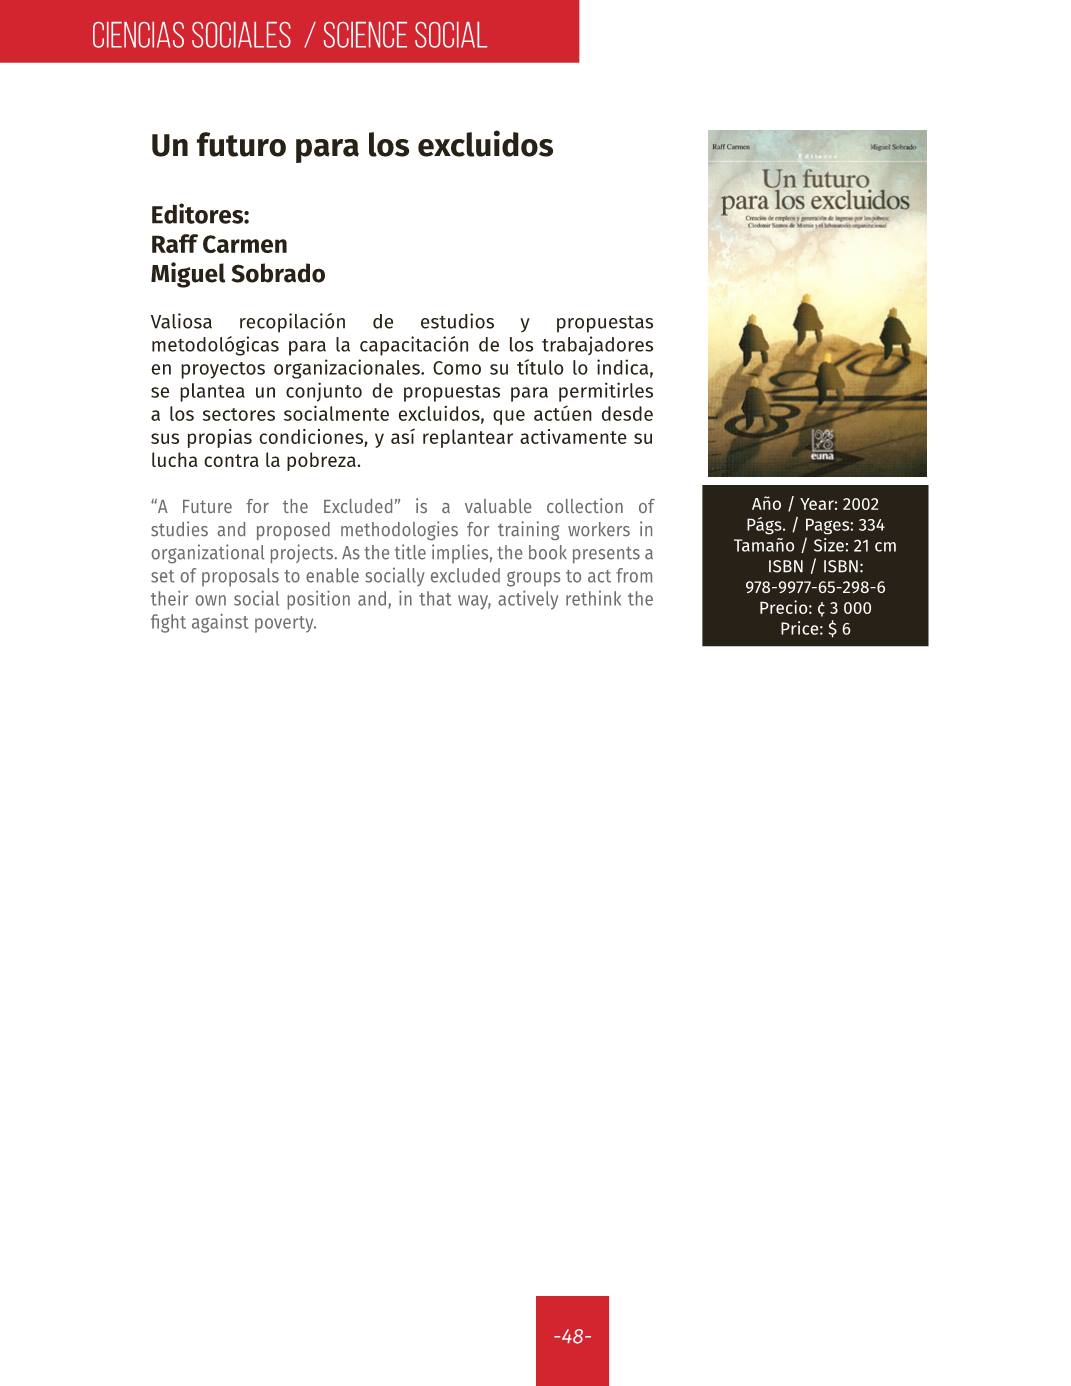 CIENCIAS SOCIALES / SCIENCE SOCIAL
Un futuro para los excluidos
Editores:
Raff Carmen
Miguel Sobrado
Valiosa recopilación de estudios y propuestas
metodológicas para la capacitación de los trabajadores
en proyectos organizacionales. Como su título lo indica,
se plantea un conjunto de propuestas para permitirles
a los sectores socialmente excluidos, que actúen desde
sus propias condiciones, y así replantear activamente su
lucha contra la pobreza.
“A Future for the Excluded” is a valuable collection of
studies and proposed methodologies for training workers in
organizational projects. As the title implies, the book presents a
set of proposals to enable socially excluded groups to act from
their own social position and, in that way, actively rethink the
fight against poverty.
Raff Carmen Miguel Sobrado
Editores
Un futuro
para los excluidos
Creación de empleos y generación de ingresos por los pobres:
Clodomir Santos de Morais y el laboratorio organizacional
euna
Año / Year: 2002
Págs. / Pages: 334
Tamaño / Size: 21 cm
ISBN / ISBN:
978-9977-65-298-6
Precio: ¢ 3 000
Price: $ 6
-48-